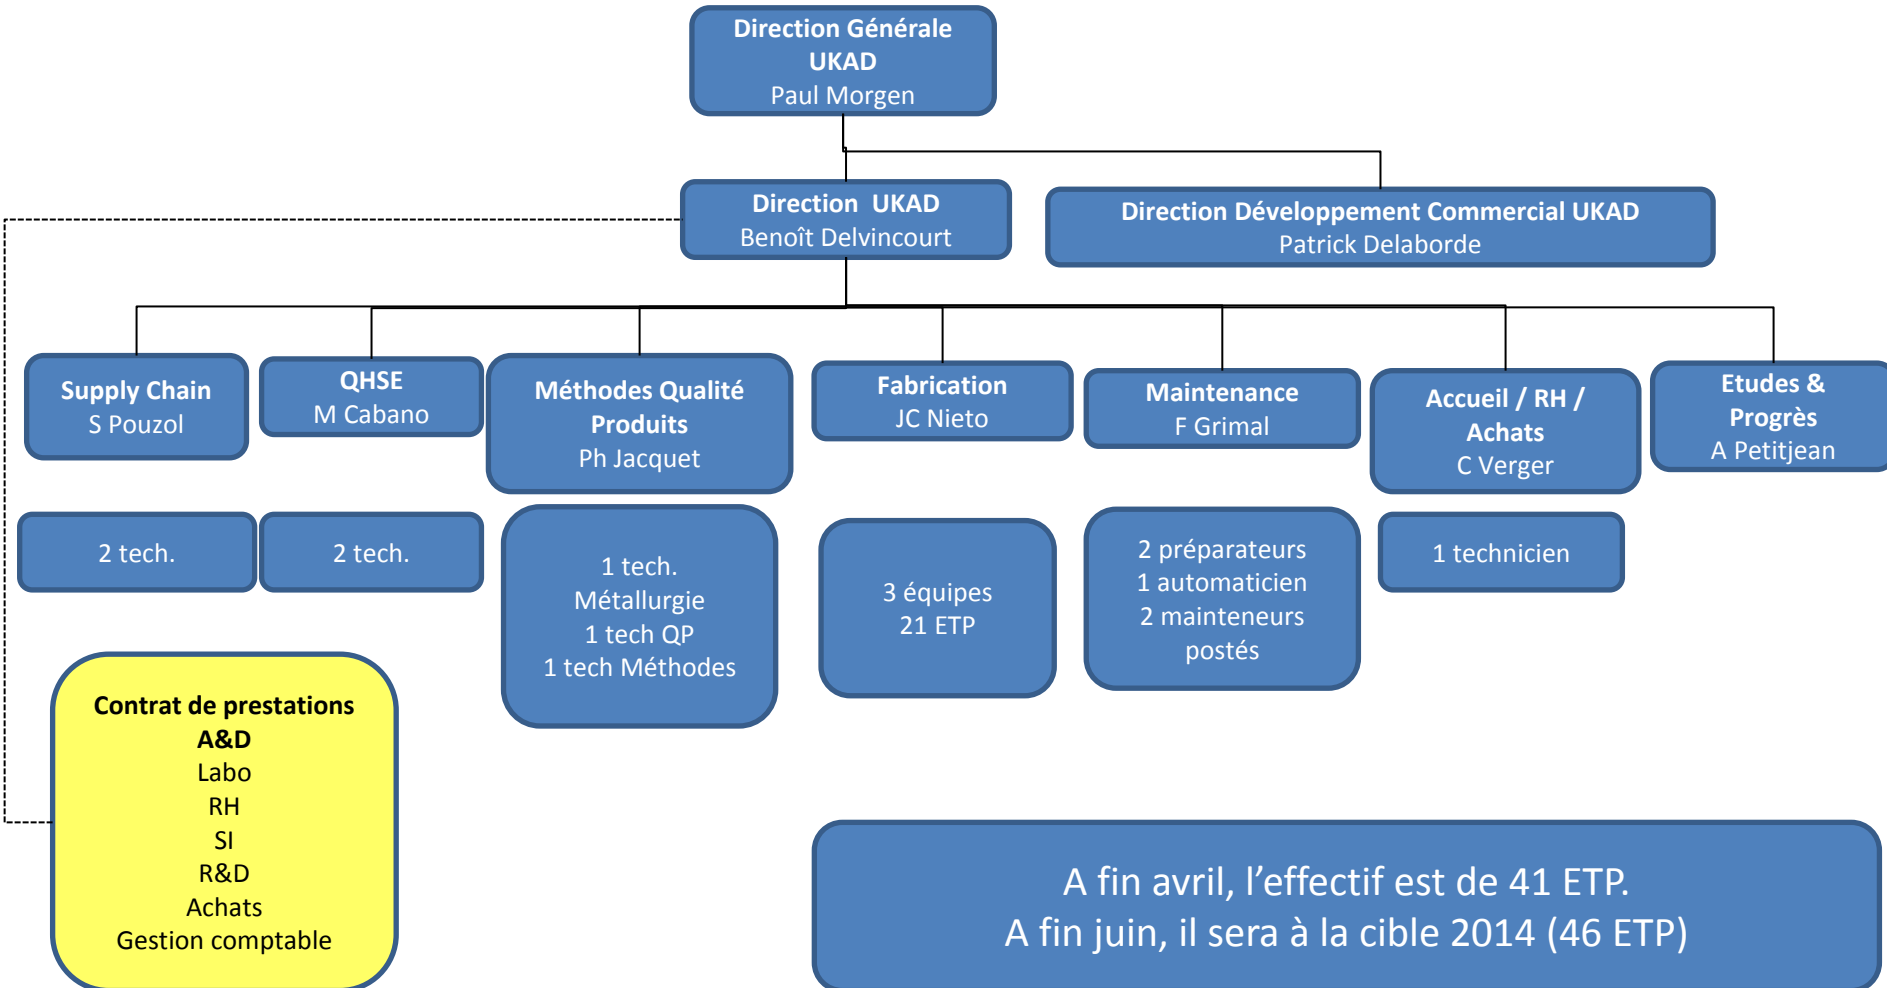 Direction Générale
UKAD
Paul Morgen
Direction UKAD
Benoît Delvincourt
Direction Développement Commercial UKAD
Patrick Delaborde
Supply Chain
S Pouzol
QHSE
M Cabano
Méthodes Qualité
Produits
Ph Jacquet
Fabrication
JC Nieto
Maintenance
F Grimal
Accueil / RH /
Achats
C Verger
Etudes &
Progrès
A Petitjean
2 tech.
2 tech.
1 tech.
Métallurgie
1 tech QP
1 tech Méthodes
3 équipes
21 ETP
2 préparateurs
1 automaticien
2 mainteneurs
postés
1 technicien
Contrat de prestations
A&D
Labo
RH
SI
R&D
Achats
Gestion comptable
A fin avril, l’effectif est de 41 ETP.
A fin juin, il sera à la cible 2014 (46 ETP)